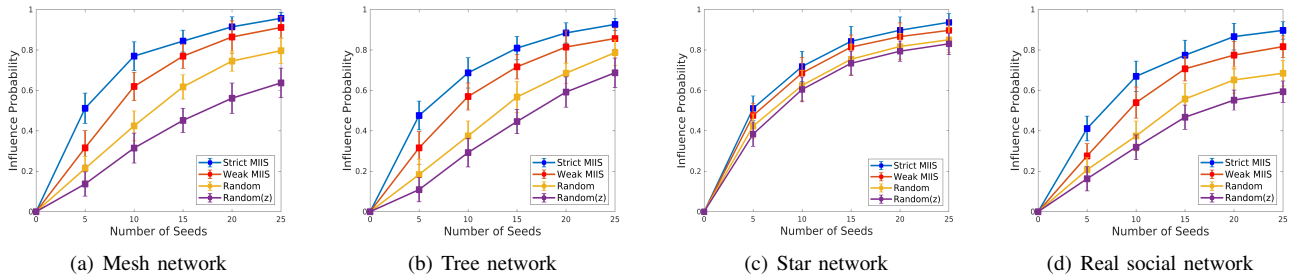 1
0.8
0.6
0.4
0.2
0
Influence Probability
0 5 10 15 20 25
Number of Seeds
Strict MIIS
Weak MIIS
Random
Random(z)
(a) Mesh network
1
0.8
0.6
0.4
0.2
0
Influence Probability
0 5 10 15 20 25
Number of Seeds
Strict MIIS
Weak MIIS
Random
Random(z)
(b) Tree network
1
0.8
0.6
0.4
0.2
0
Influence Probability
0 5 10 15 20 25
Number of Seeds
Strict MIIS
Weak MIIS
Random
Random(z)
(c) Star network
1
0.8
0.6
0.4
0.2
0
Influence Probability
0 5 10 15 20 25
Number of Seeds
Strict MIIS
Weak MIIS
Random
Random(z)
(d) Real social network